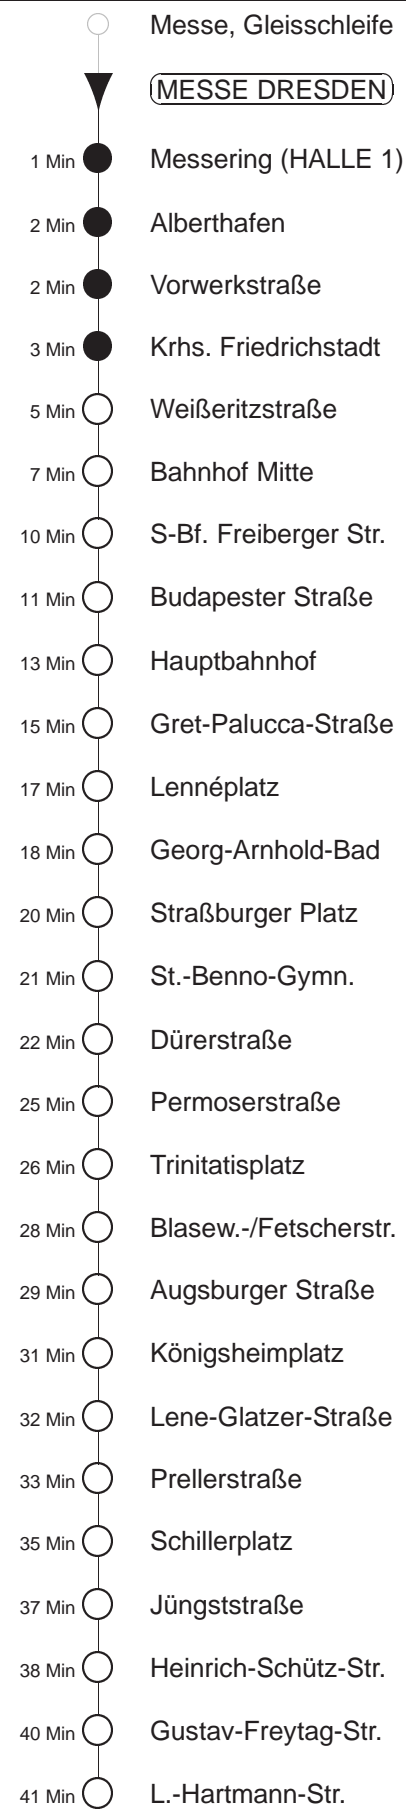 Messe, Gleisschleife
MESSE DRESDEN
1 Min Messering (HALLE 1)
2 Min Alberthafen
2 Min Vorwerkstraße
3 Min Krhs. Friedrichstadt
5 Min Weißeritzstraße
7 Min Bahnhof Mitte
10 Min S-Bf. Freiberger Str.
11 Min Budapester Straße
13 Min Hauptbahnhof
15 Min Gret-Palucca-Straße
17 Min Lennéplatz
18 Min Georg-Arnhold-Bad
20 Min Straßburger Platz
21 Min St.-Benno-Gymn.
22 Min Dürerstraße
25 Min Permoserstraße
26 Min Trinitatisplatz
28 Min Blasew.-/Fetscherstr.
29 Min Augsburger Straße
31 Min Königsheimplatz
32 Min Lene-Glatzer-Straße
33 Min Prellerstraße
35 Min Schillerplatz
37 Min Jüngststraße
38 Min Heinrich-Schütz-Str.
40 Min Gustav-Freytag-Str.
41 Min L.-Hartmann-Str.